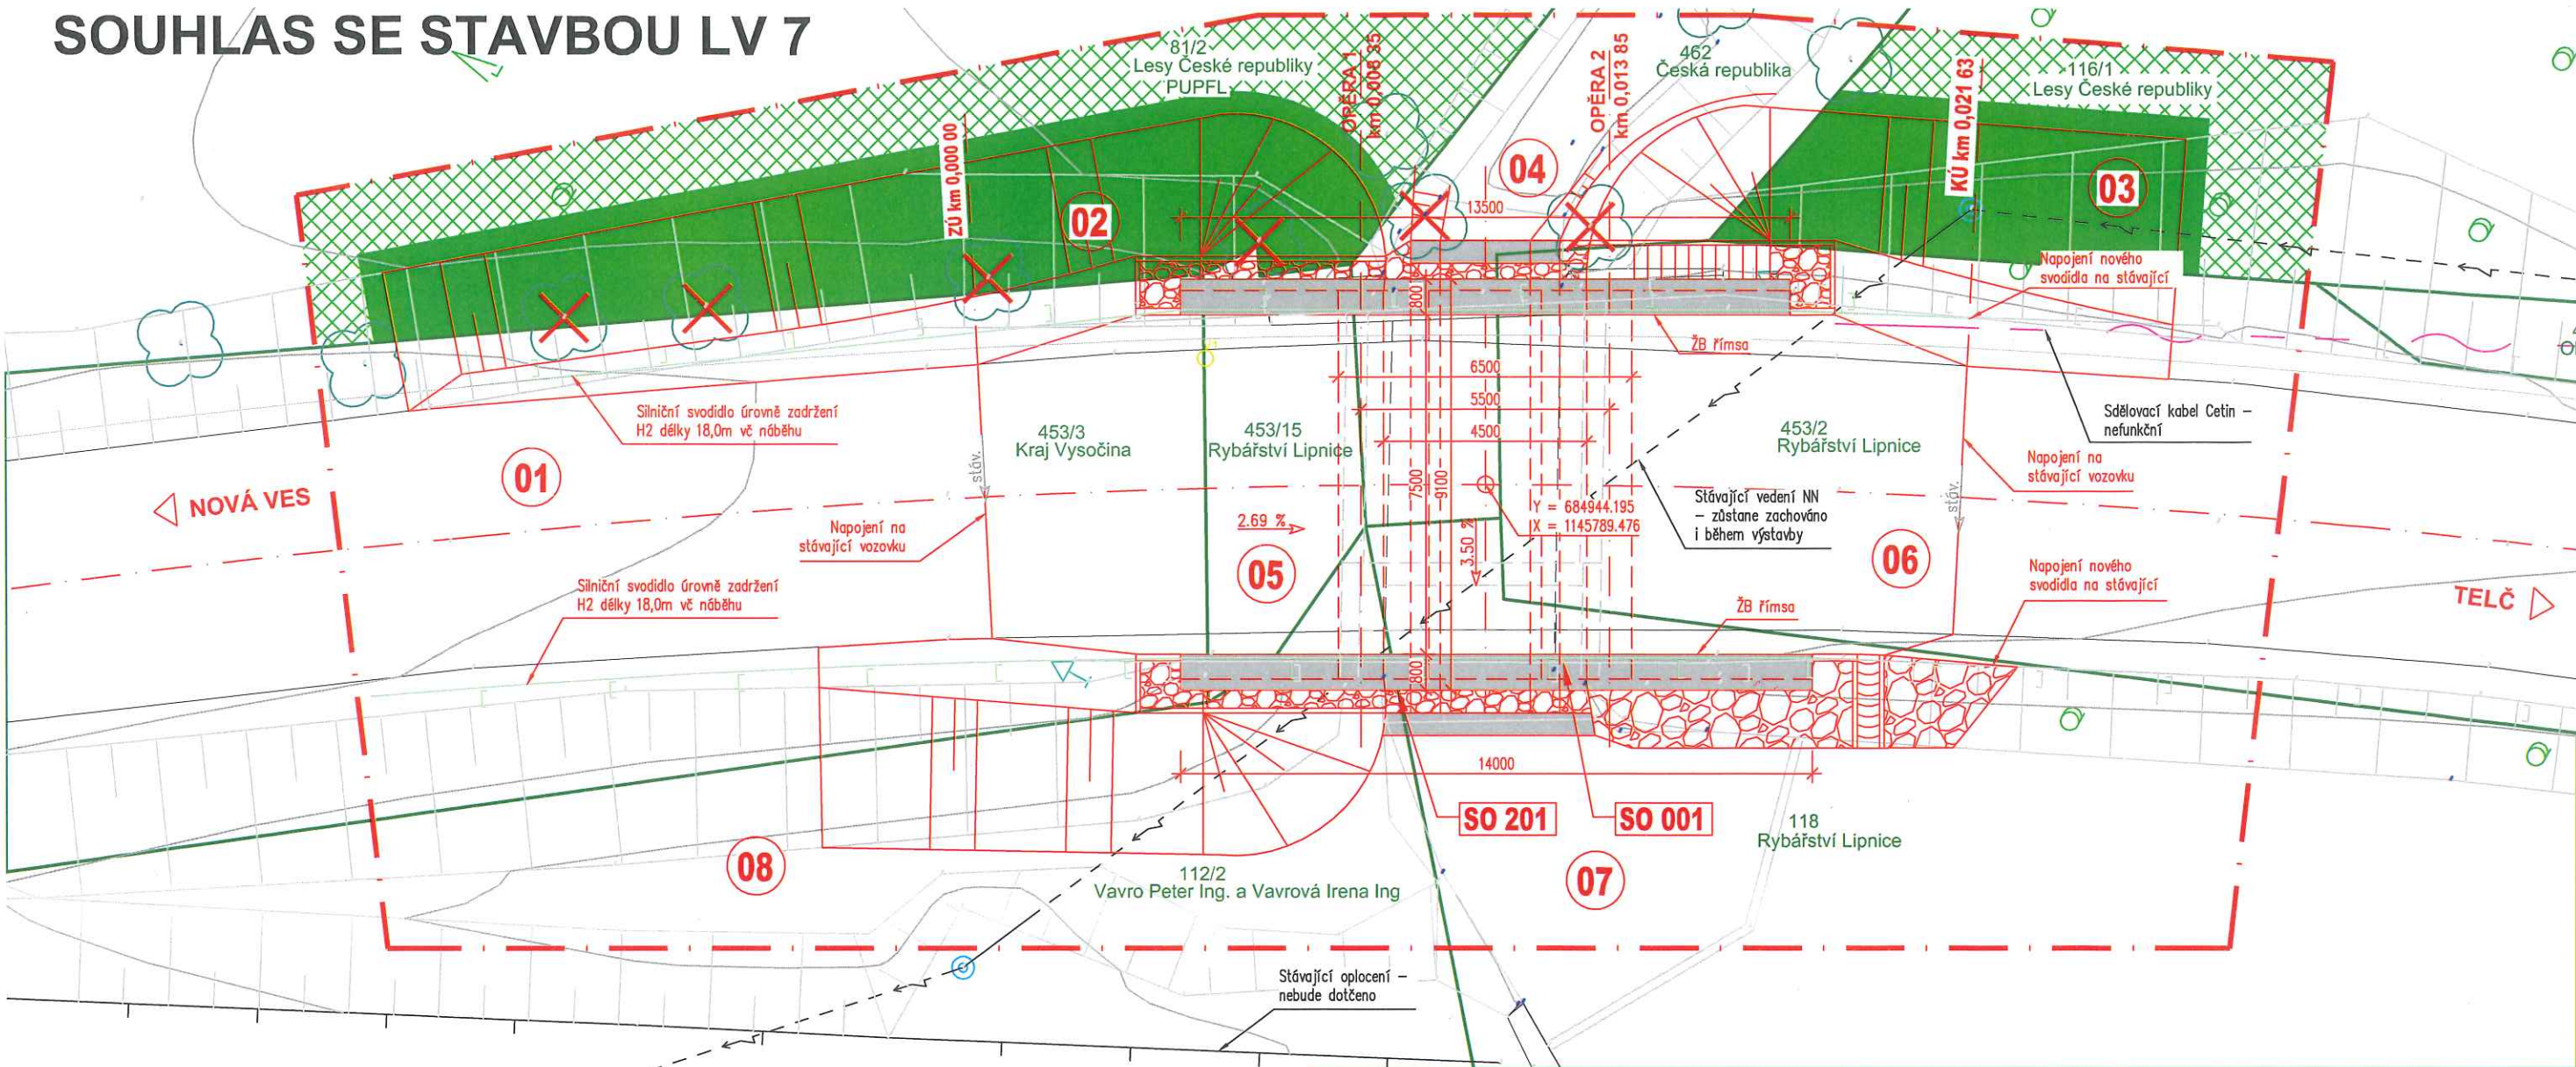 SOUHLAS SE STAVBOU LV 7
81/2
Lesy České republiky
PUPFL
OPĚRA 1
km 0,008 35
OPĚRA 2
km 0,013 85
462
Česká republika
KÚ km 0,021 63
116/1
Lesy České republiky
ZÚ km 0,000 00
02
04
03
13500
Napojení nového
svodidla na stávající
800
ŽB římsa
6500
5500
4500
Silniční svodidlo úrovně zadržení
H2 délky 18,0m vč náběhu
453/3
Kraj Vysočina
453/15
Rybářství Lipnice
453/2
Rybářství Lipnice
Sdělovací kabel Cetin –
nefunkční
01
stáv.
7500
9100
Napojení na
stávající vozovku
stáv.
NOVÁ VES
Napojení na
stávající vozovku
2.69 %
Y = 684944.195
X = 1145789.476
Stávající vedení NN
– zůstane zachováno
i během výstavby
3.50 %
05
06
Silniční svodidlo úrovně zadržení
H2 délky 18,0m vč náběhu
Napojení nového
svodidla na stávající
ŽB římsa
TELČ
800
14000
SO 201
SO 001
118
Rybářství Lipnice
08
112/2
Vavro Peter Ing. a Vavrová Irena Ing
07
Stávající oplocení –
nebude dotčeno